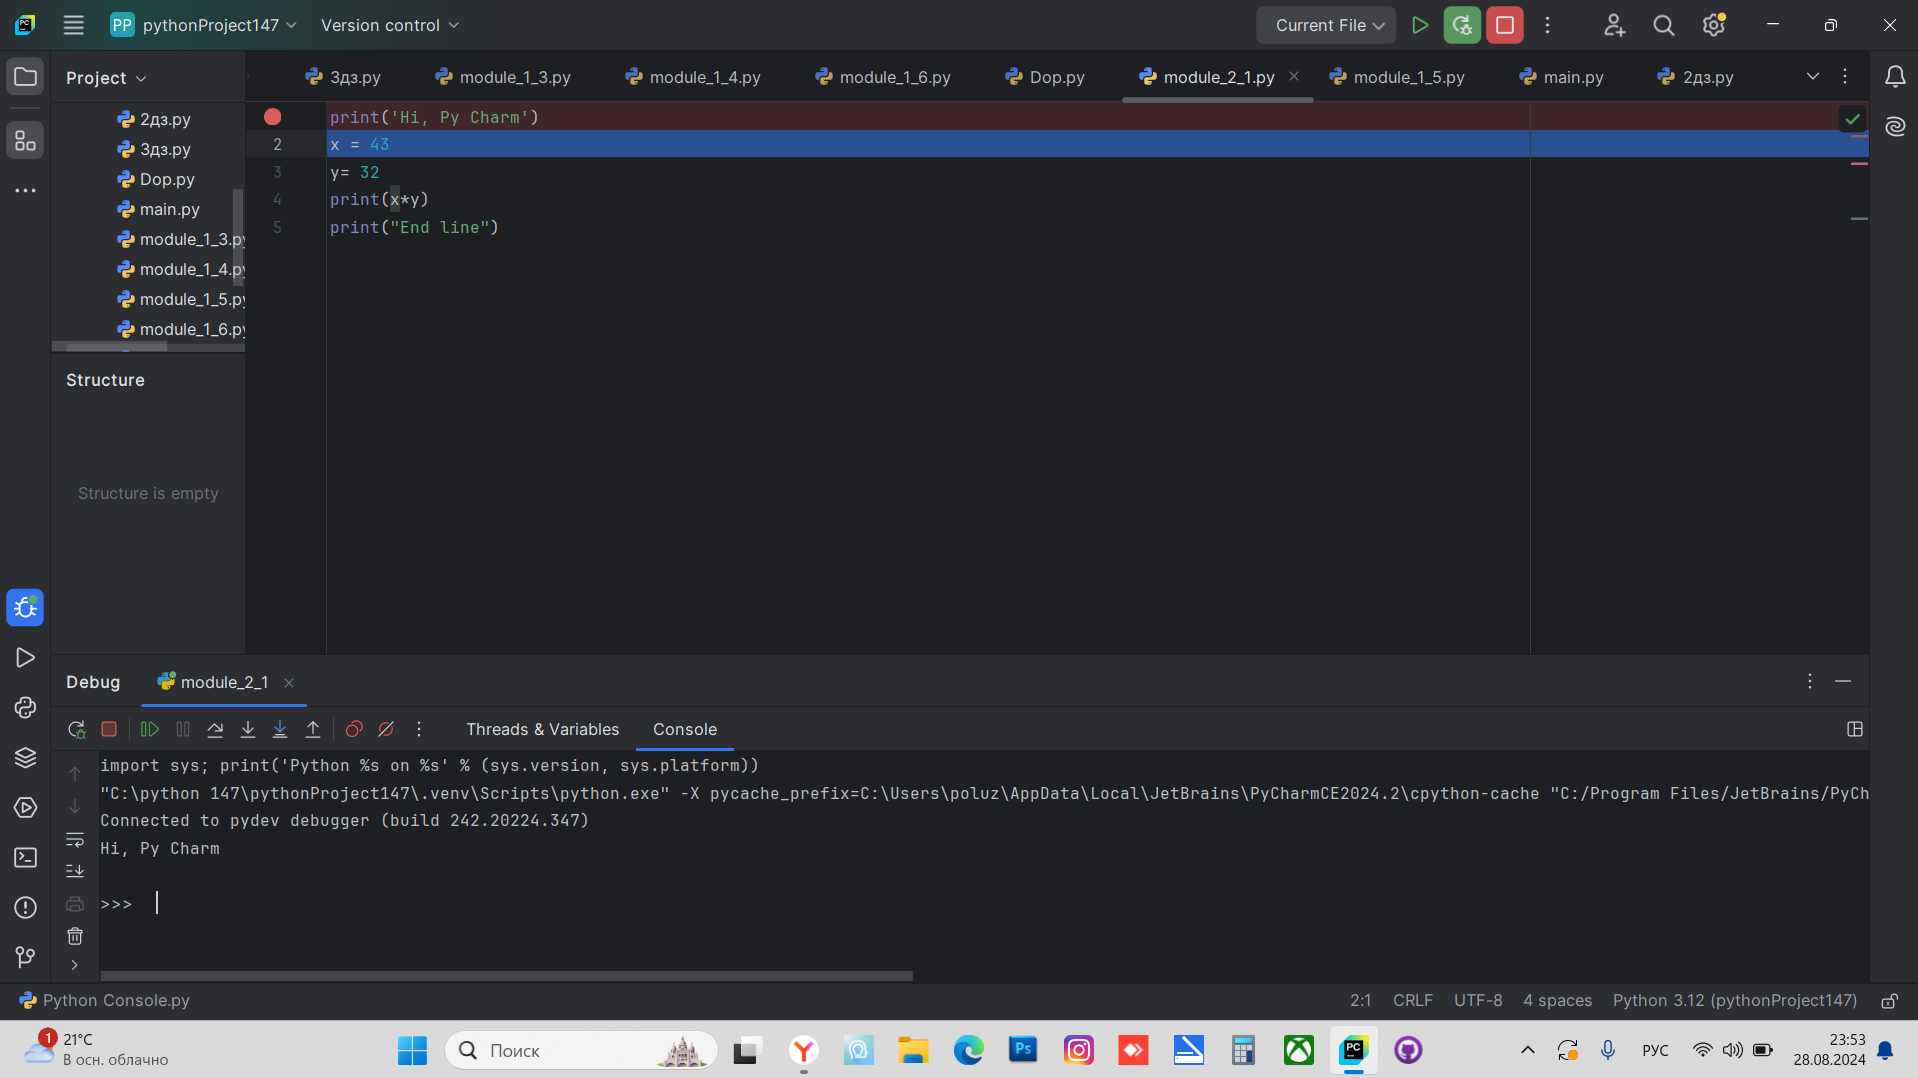 PP pythonProject147
Version control
Current File
Project
3дз.py
module_1_3.py
module_1_4.py
module_1_6.py
Dop.py
module_2_1.py
module_1_5.py
main.py
2дз.py
2дз.py
3дз.py
Dop.py
main.py
module_1_3.py
module_1_4.py
module_1_5.py
module_1_6.py
print('Hi, Py Charm')
2 x = 43
3 y= 32
4 print(x*y)
5 print("End line")
Structure
Structure is empty
Debug
module_2_1
Threads & Variables
Console
import sys; print('Python %s on %s' % (sys.version, sys.platform))
"C:\python 147\pythonProject147\.venv\Scripts\python.exe" -X pycache_prefix=C:\Users\poluz\AppData\Local\JetBrains\PyCharmCE2024.2\cpython-cache "C:/Program Files/JetBrains/PyCh
Connected to pydev debugger (build 242.20224.347)
Hi, Py Charm
>>>
Python Console.py
2:1 CRLF UTF-8 4 spaces Python 3.12 (pythonProject147)
1
21°C
В осн. облачно
Поиск
Ps
PC
РУС
23:53
28.08.2024